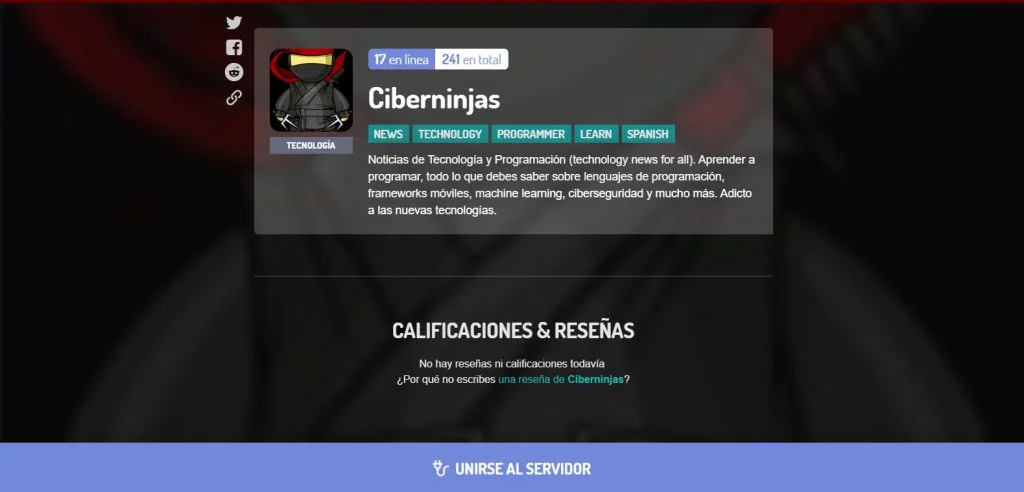 17 en línea 241 en total
Ciberninjas
NEWS TECHNOLOGY PROGRAMMER LEARN SPANISH
TECNOLOGÍA
Noticias de Tecnología y Programación (technology news for all). Aprender a
programar, todo lo que debes saber sobre lenguajes de programación,
frameworks móviles, machine learning, ciberseguridad y mucho más. Adicto
a las nuevas tecnologías.
CALIFICACIONES & RESEÑAS
No hay reseñas ni calificaciones todavía
¿Por qué no escribes una reseña de Ciberninjas?
UNIRSE AL SERVIDOR